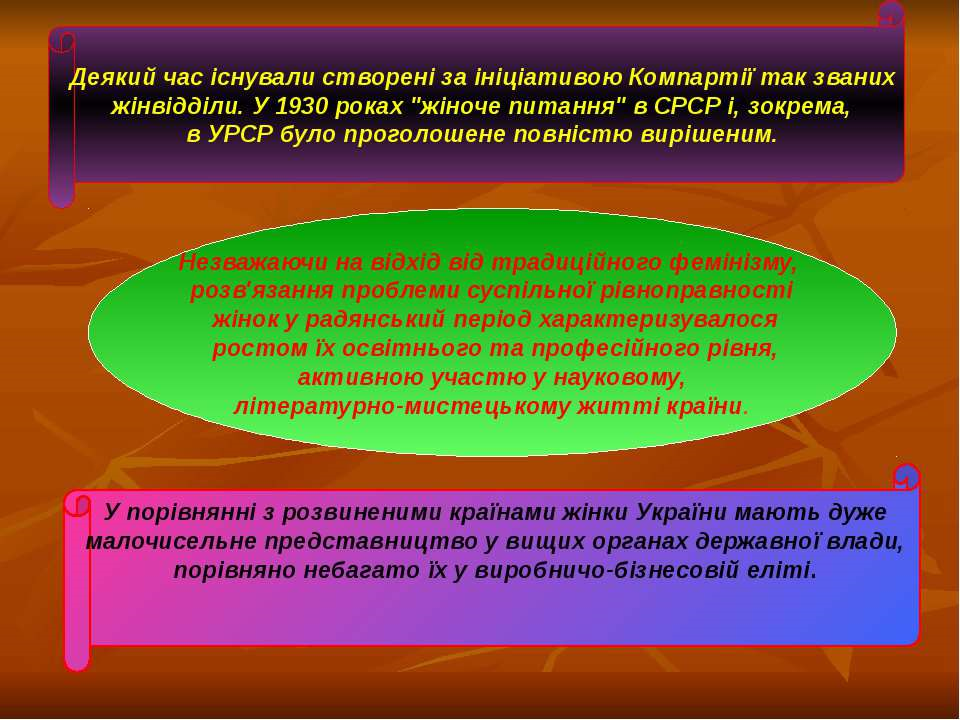 Деякий час існували створені за ініціативою Компартії так званих
жінвідділи. У 1930 роках "жіноче питання" в СРСР і, зокрема,
в УРСР було проголошене повністю вирішеним.
Незважаючи на відхід від традиційного фемінізму,
розв'язання проблеми суспільної рівноправності
жінок у радянський період характеризувалося
ростом їх освітнього та професійного рівня,
активною участю у науковому,
літературно-мистецькому житті країни.
У порівнянні з розвиненими країнами жінки України мають дуже
малочисельне представництво у вищих органах державної влади,
порівняно небагато їх у виробничо-бізнесовій еліті.